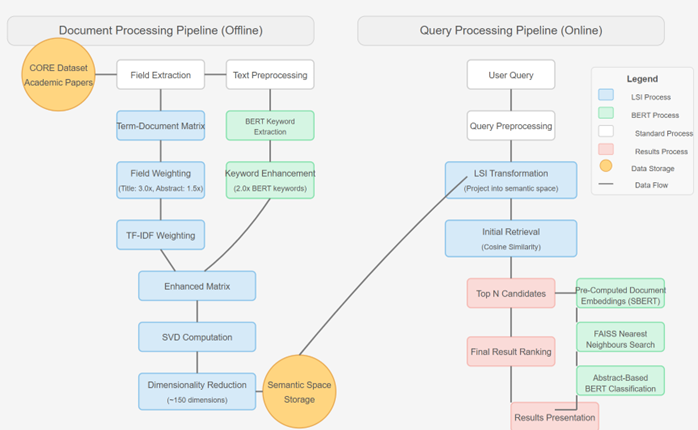 Document Processing Pipeline (Offline)
CORE Dataset
Academic Papers
Field Extraction
Text Preprocessing
Term-Document Matrix
BERT Keyword
Extraction
Field Weighting
(Title: 3.0x, Abstract: 1.5x)
Keyword Enhancement
(2.0x BERT keywords)
TF-IDF Weighting
Enhanced Matrix
SVD Computation
Dimensionality Reduction
(~150 dimensions)
Semantic Space
Storage
Query Processing Pipeline (Online)
User Query
Query Preprocessing
LSI Transformation
(Project into semantic space)
Initial Retrieval
(Cosine Similarity)
Top N Candidates
Pre-Computed Document
Embeddings (SBERT)
FAISS Nearest
Neighbours Search
Final Result Ranking
Abstract-Based
BERT Classification
Results Presentation
Legend
LSI Process
BERT Process
Standard Process
Results Process
Data Storage
Data Flow